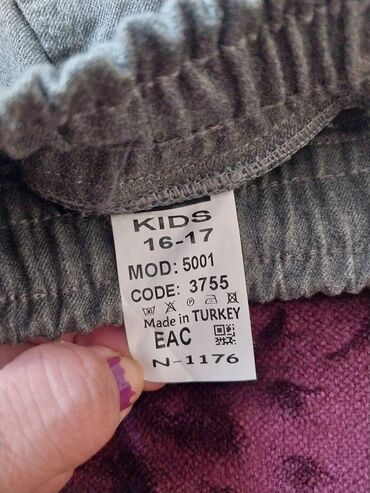 KIDS
16-17
MOD: 5001
CODE: 3755
Made in TURKEY
EAC
N-1176